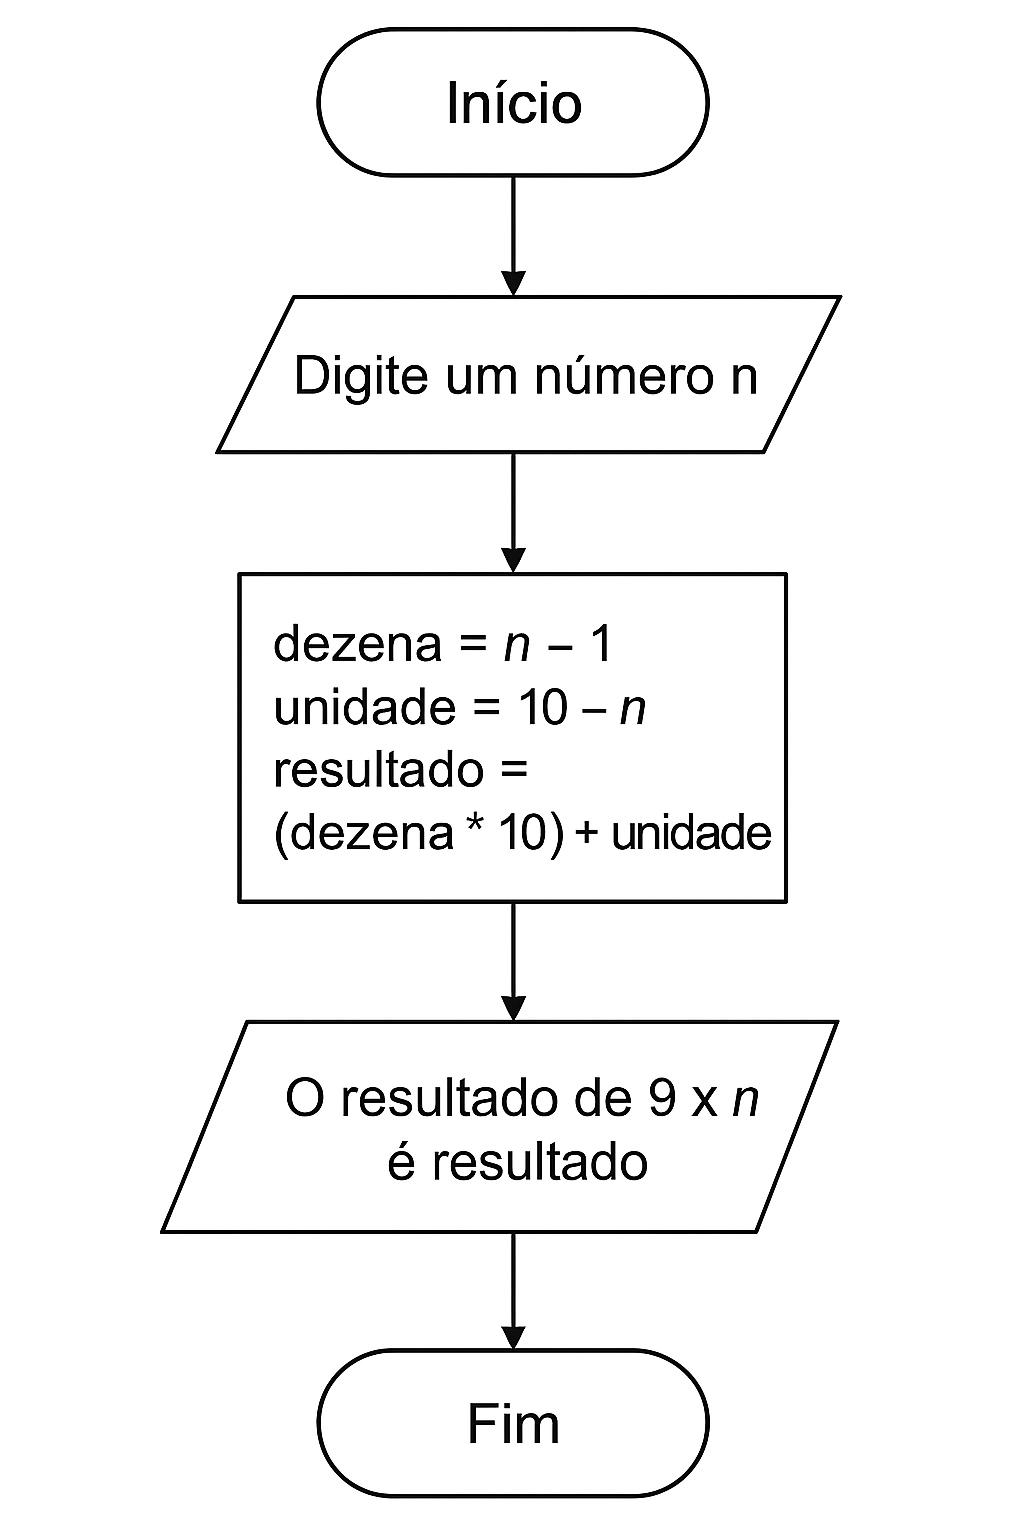 Início
Digite um número n
dezena = n – 1
unidade = 10 – n
resultado =
(dezena * 10) + unidade
O resultado de 9 x n
é resultado
Fim